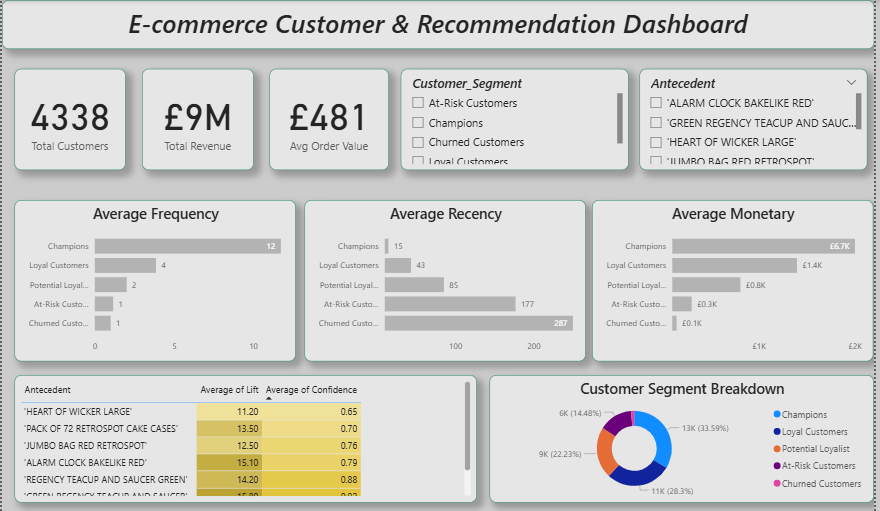 E-commerce Customer & Recommendation Dashboard
4338
Total Customers
£9M
Total Revenue
£481
Avg Order Value
Customer_Segment
At-Risk Customers
Champions
Churned Customers
Loyal Customers
Antecedent
'ALARM CLOCK BAKELIKE RED'
'GREEN REGENCY TEACUP AND SAUC...
'HEART OF WICKER LARGE'
'JUMBO BAG RED RETROSPOT'
Average Frequency
Champions 12
Loyal Customers 4
Potential Loyal... 2
At-Risk Custo... 1
Churned Custo... 1
0 5 10
Average Recency
Champions 15
Loyal Customers 43
Potential Loyal... 85
At-Risk Custo... 177
Churned Custo... 287
100 200
Average Monetary
Champions £6.7K
Loyal Customers £1.4K
Potential Loyal... £0.8K
At-Risk Custo... £0.3K
Churned Custo... £0.1K
£1K £2K
Antecedent Average of Lift Average of Confidence
'HEART OF WICKER LARGE' 11.20 0.65
'PACK OF 72 RETROSPOT CAKE CASES' 13.50 0.70
'JUMBO BAG RED RETROSPOT' 12.50 0.76
'ALARM CLOCK BAKELIKE RED' 15.10 0.79
'REGENCY TEACUP AND SAUCER GREEN' 14.20 0.88
'GREEN REGENCY TEACUP AND SAUCER'
Customer Segment Breakdown
6K (14.48%)
13K (33.59%)
9K (22.23%)
11K (28.3%)
Champions
Loyal Customers
Potential Loyalist
At-Risk Customers
Churned Customers